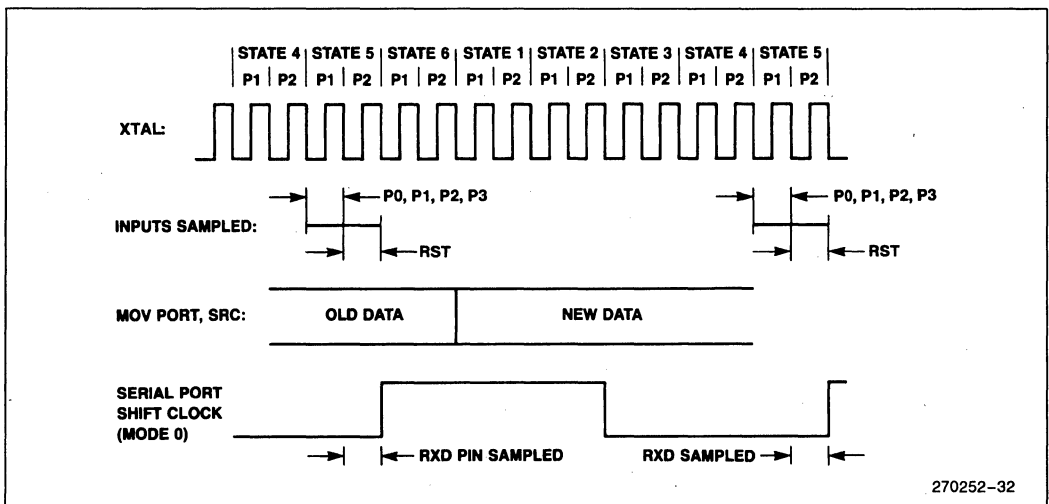 STATE 4 STATE 5 STATE 6 STATE 1 STATE 2 STATE 3 STATE 4 STATE 5
P1 P2 P1 P2 P1 P2 P1 P2 P1 P2 P1 P2 P1 P2 P1 P2
XTAL:
P0, P1, P2, P3 P0, P1, P2, P3
INPUTS SAMPLED:
RST RST
MOV PORT, SRC: OLD DATA NEW DATA
SERIAL PORT
SHIFT CLOCK
(MODE 0)
RXD PIN SAMPLED RXD SAMPLED
270252-32